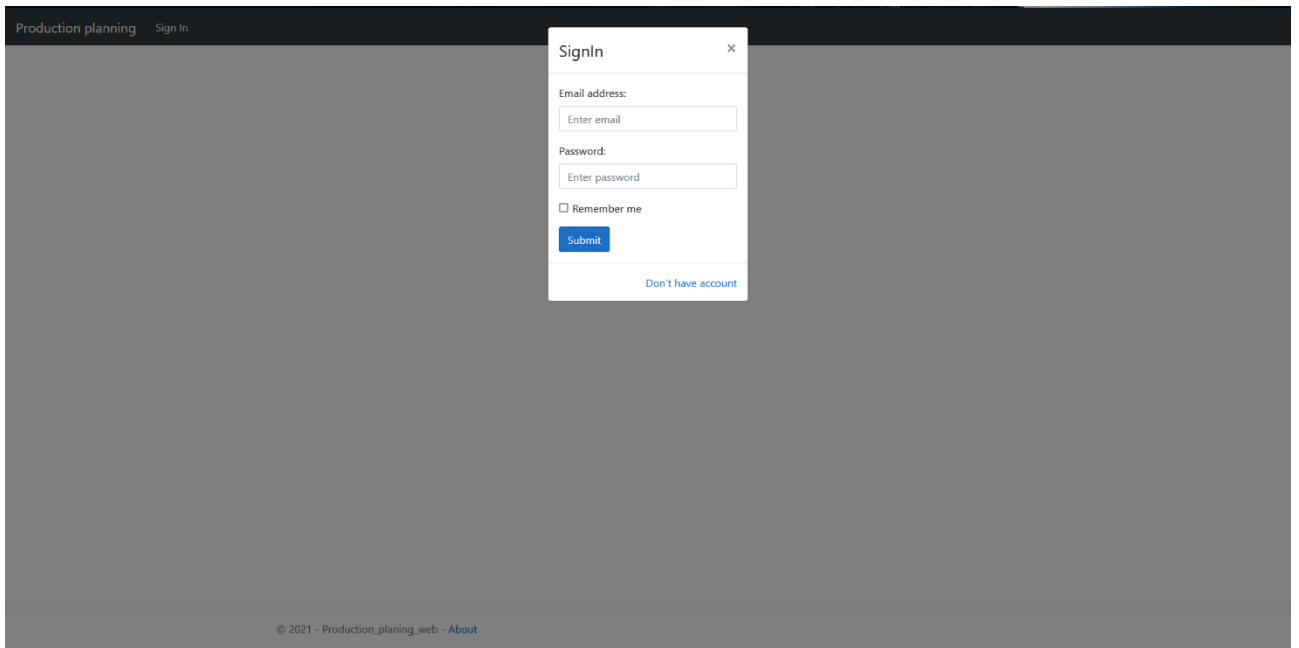 Production planning Sign In
SignIn ×
Email address:
Enter email
Password:
Enter password
Remember me
Submit
Don't have account
© 2021 - Production_planing_web - About